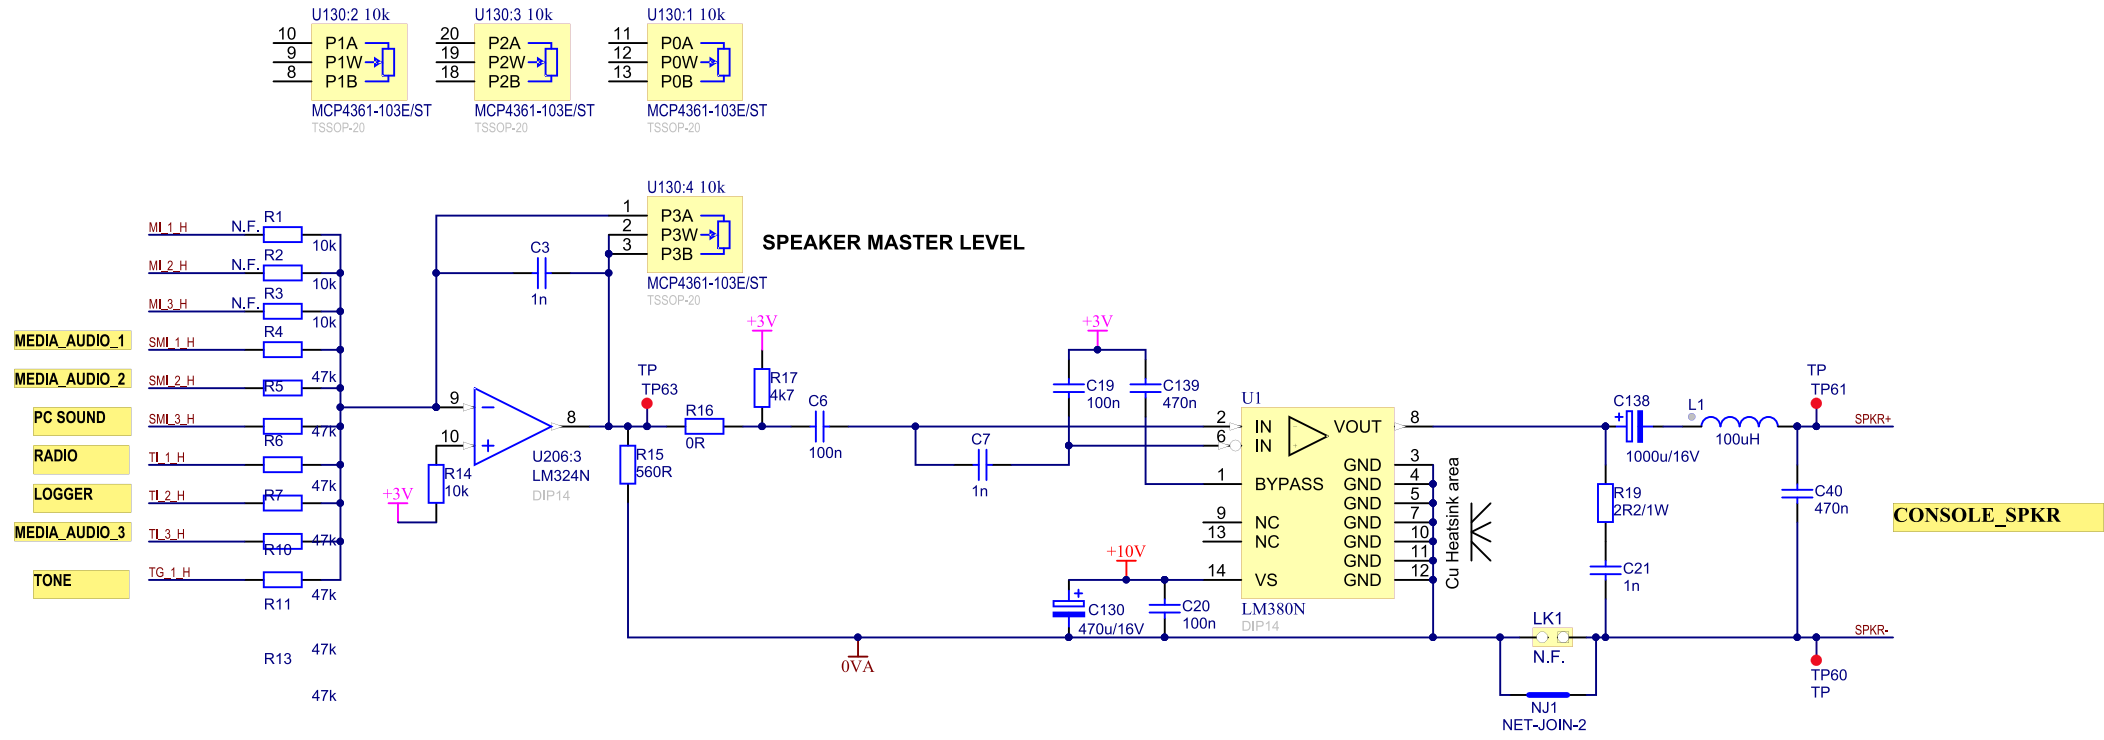 U130:2 10k
10 P1A
9 P1W
8 P1B
MCP4361-103E/ST
TSSOP-20
U130:3 10k
20 P2A
19 P2W
18 P2B
MCP4361-103E/ST
TSSOP-20
U130:1 10k
11 P0A
12 P0W
13 P0B
MCP4361-103E/ST
TSSOP-20
U130:4 10k
1 P3A
2 P3W
3 P3B
MCP4361-103E/ST
TSSOP-20
SPEAKER MASTER LEVEL
MI_1_H N.F. R1
10k
MI_2_H N.F. R2
10k
MI_3_H N.F. R3
10k
MEDIA_AUDIO_1 SMI_1_H R4
47k
MEDIA_AUDIO_2 SMI_2_H R5
PC SOUND SMI_3_H 47k
R6
RADIO TI_1_H
47k
LOGGER TI_2_H R7
MEDIA_AUDIO_3 TI_3_H 47k
R10
TONE TG_1_H
47k
R11
47k
R13
47k
C3
1n
9
10
8
U206:3
LM324N
DIP14
R14
10k
+3V
TP
TP63
R15
560R
R16
0R
+3V
R17
4k7
C6
100n
C7
1n
+3V
C19
100n
C139
470n
U1
2 IN
6 IN
1 BYPASS
9 NC
13 NC
14 VS
VOUT 8
GND 3
GND 4
GND 5
GND 7
GND 10
GND 11
GND 12
LM380N
DIP14
Cu Heatsink area
+10V
+
C130
470u/16V
C20
100n
0VA
+
C138
1000u/16V
L1
100uH
TP
TP61
SPKR+
R19
2R2/1W
C21
1n
C40
470n
CONSOLE_SPKR
LK1
N.F.
SPKR-
TP60
TP
NJ1
NET-JOIN-2